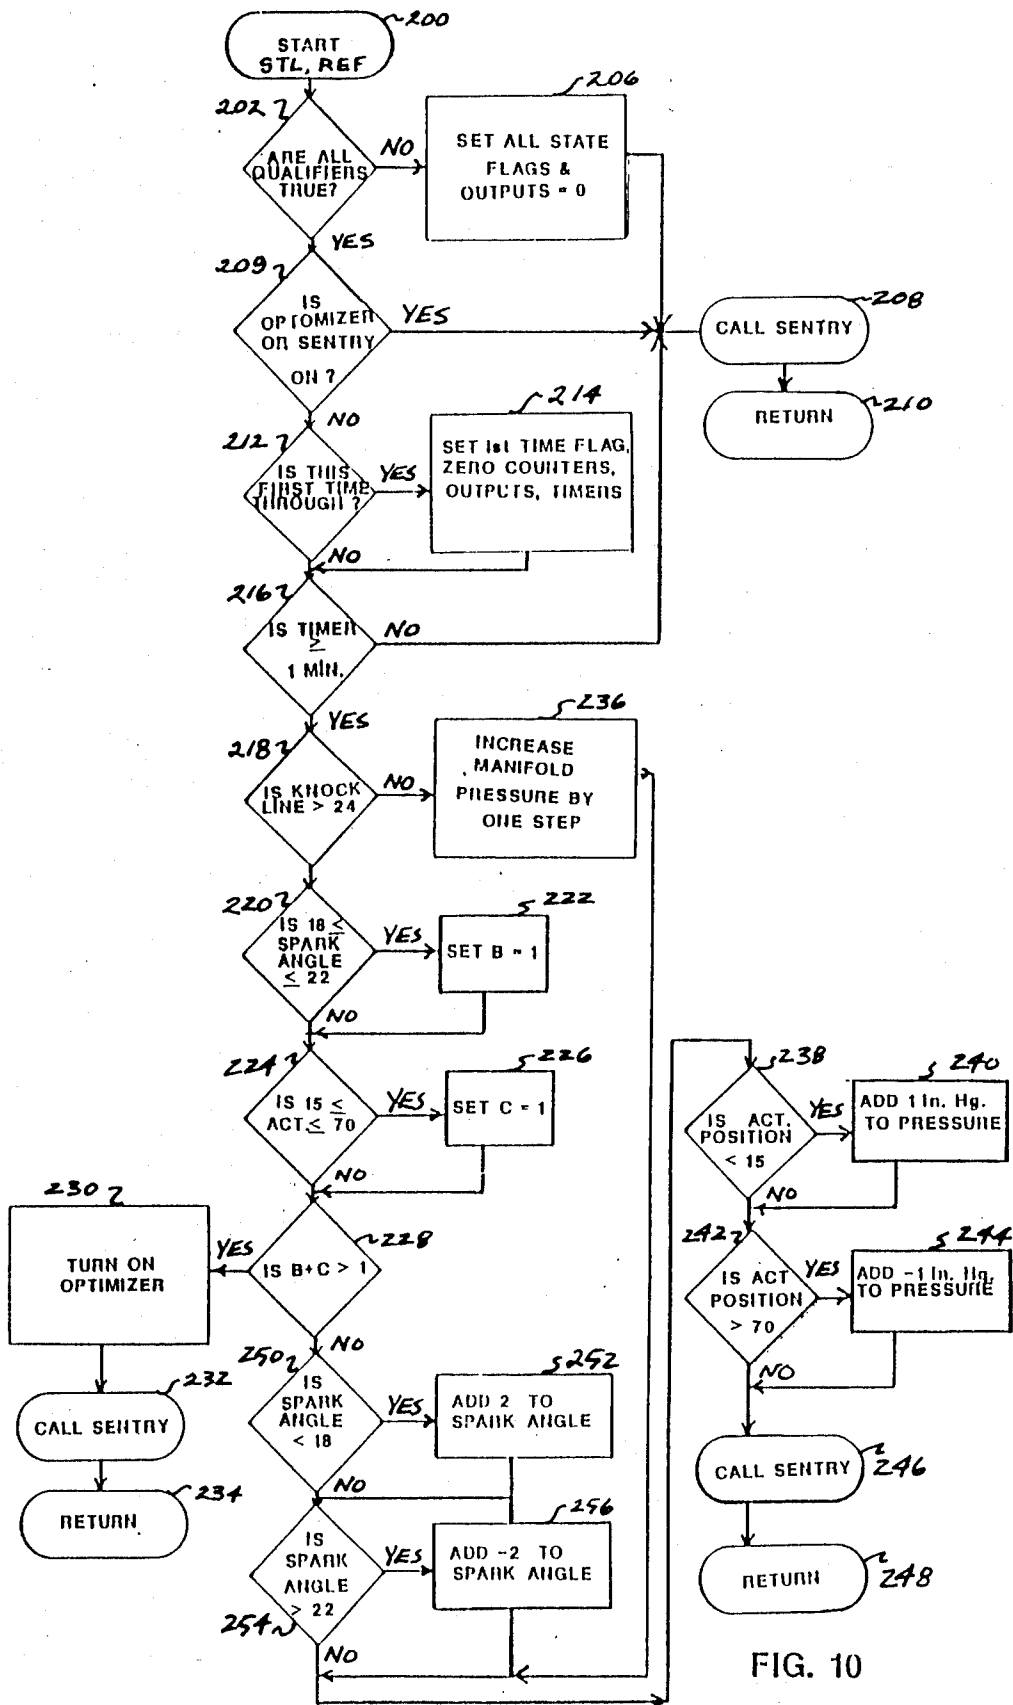 200
START
STL, REF
202
ARE ALL
QUALIFIERS
TRUE?
NO
206
SET ALL STATE
FLAGS &
OUTPUTS = 0
YES
209
IS
OPTOMIZER
OR SENTRY
ON ?
YES
208
CALL SENTRY
RETURN
210
NO
212
IS THIS
FIRST TIME
THROUGH ?
YES
214
SET 1st TIME FLAG,
ZERO COUNTERS,
OUTPUTS, TIMERS
NO
216
IS TIMER
≥
1 MIN.
NO
YES
218
IS KNOCK
LINE > 24
NO
236
INCREASE
MANIFOLD
PRESSURE BY
ONE STEP
220
IS 18 ≤
SPARK
ANGLE
≤ 22
YES
222
SET B = 1
NO
224
IS 15 ≤
ACT. ≤ 70
YES
226
SET C = 1
NO
228
IS B+C > 1
YES
230
TURN ON
OPTIMIZER
232
CALL SENTRY
234
RETURN
NO
250
IS
SPARK
ANGLE
< 18
YES
252
ADD 2 TO
SPARK ANGLE
NO
254
IS
SPARK
ANGLE
> 22
YES
256
ADD -2 TO
SPARK ANGLE
NO
238
IS ACT.
POSITION
< 15
YES
240
ADD 1 In. Hg.
TO PRESSURE
NO
242
IS ACT
POSITION
> 70
YES
244
ADD -1 In. Hg.
TO PRESSURE
NO
CALL SENTRY
246
RETURN
248
FIG. 10